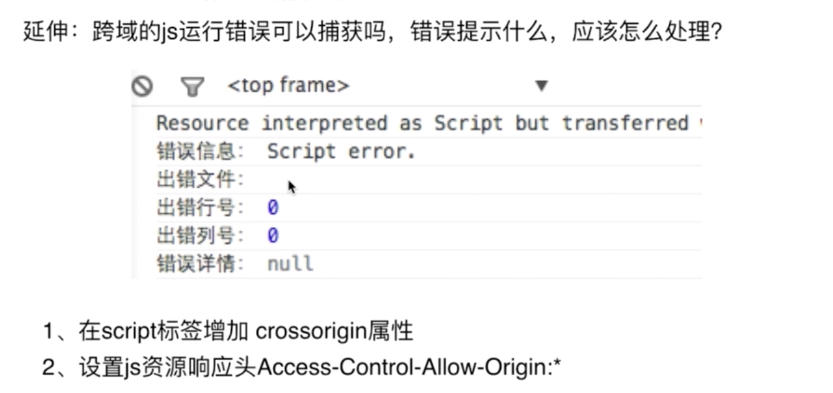 延伸：跨域的js运行错误可以捕获吗，错误提示什么，应该怎么处理？
<top frame>
Resource interpreted as Script but transferred
错误信息： Script error.
出错文件：
出错行号： 0
出错列号： 0
错误详情： null
1、在script标签增加 crossorigin属性
2、设置js资源响应头Access-Control-Allow-Origin:*